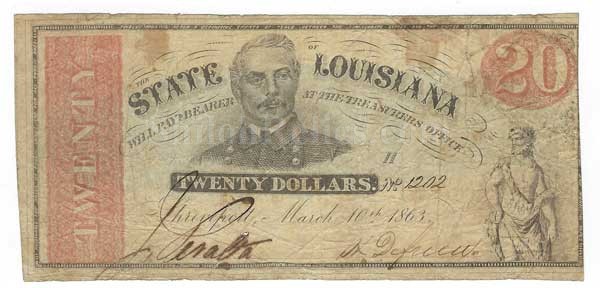 TWENTY
THE STATE OF LOUISIANA
20
WILL PAY BEARER AT THE TREASURERS OFFICE
H
TWENTY DOLLARS. No 1202
Shreveport, March 10th 1863
Peralta